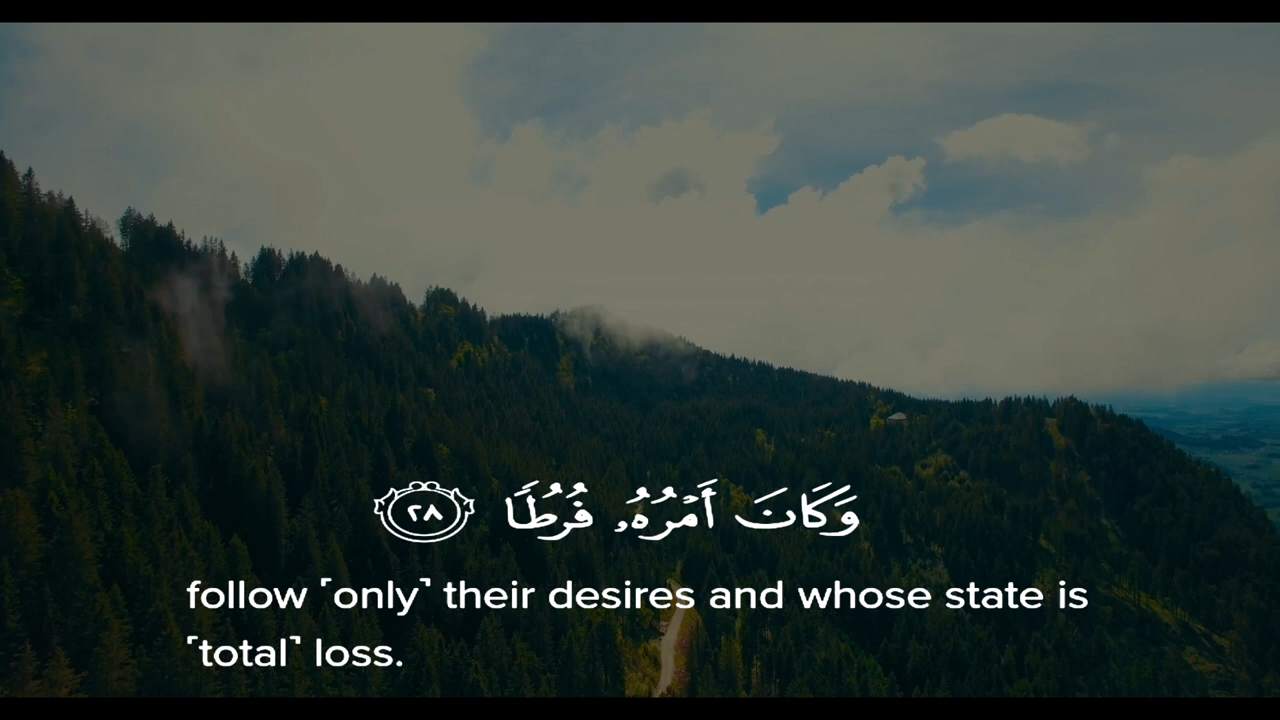 وَكَانَ أَمْرُهُۥ فُرُطًا ٢٨
follow ˹only˺ their desires and whose state is
˹total˺ loss.